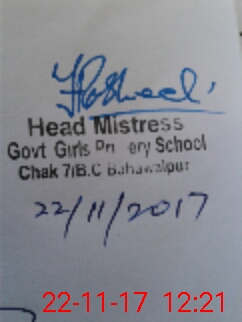 Head Mistress
Govt Girls School
Chak 7/B.C Bahawalpur
22/11/2017
22-11-17 12:21